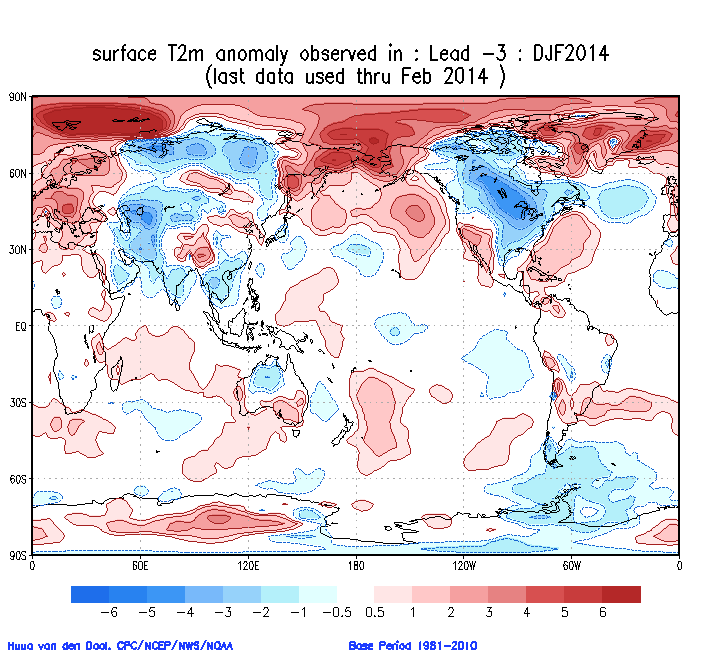 surface T2m anomaly observed in : Lead −3 : DJF2014
(last data used thru Feb 2014 )
90N
60N
30N
EQ
30S
60S
90S
0 60E 120E 180 120W 60W 0
−6 −5 −4 −3 −2 −1 −0.5 0.5 1 2 3 4 5 6
Huug van den Dool, CPC/NCEP/NWS/NOAA Base Period 1981−2010